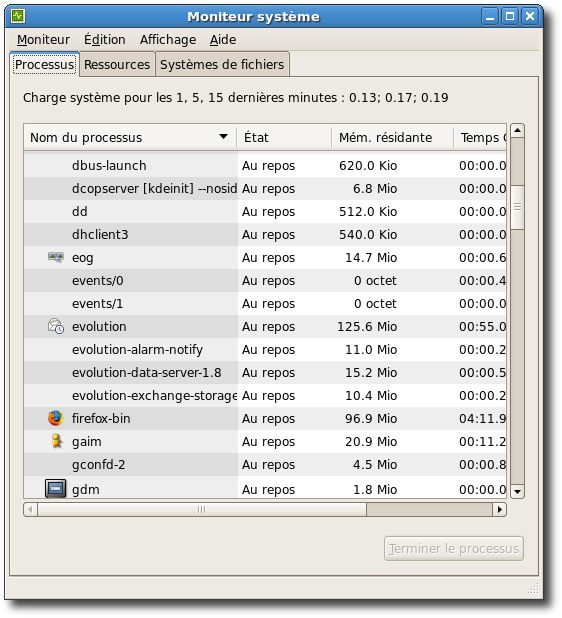 Moniteur système
Moniteur Édition Affichage Aide
Processus Ressources Systèmes de fichiers
Charge système pour les 1, 5, 15 dernières minutes : 0.13; 0.17; 0.19
Nom du processus État Mém. résidante Temps
dbus-launch Au repos 620.0 Kio 00:00.0
dcopserver [kdeinit] --nosid Au repos 6.8 Mio 00:00.0
dd Au repos 512.0 Kio 00:00.0
dhclient3 Au repos 540.0 Kio 00:00.0
eog Au repos 14.7 Mio 00:00.6
events/0 Au repos 0 octet 00:00.4
events/1 Au repos 0 octet 00:00.0
evolution Au repos 125.6 Mio 00:55.0
evolution-alarm-notify Au repos 11.0 Mio 00:00.2
evolution-data-server-1.8 Au repos 15.2 Mio 00:00.5
evolution-exchange-storage Au repos 10.4 Mio 00:00.2
firefox-bin Au repos 96.9 Mio 04:11.9
gaim Au repos 20.9 Mio 00:11.2
gconfd-2 Au repos 4.5 Mio 00:00.8
gdm Au repos 1.8 Mio 00:00.0
Terminer le processus